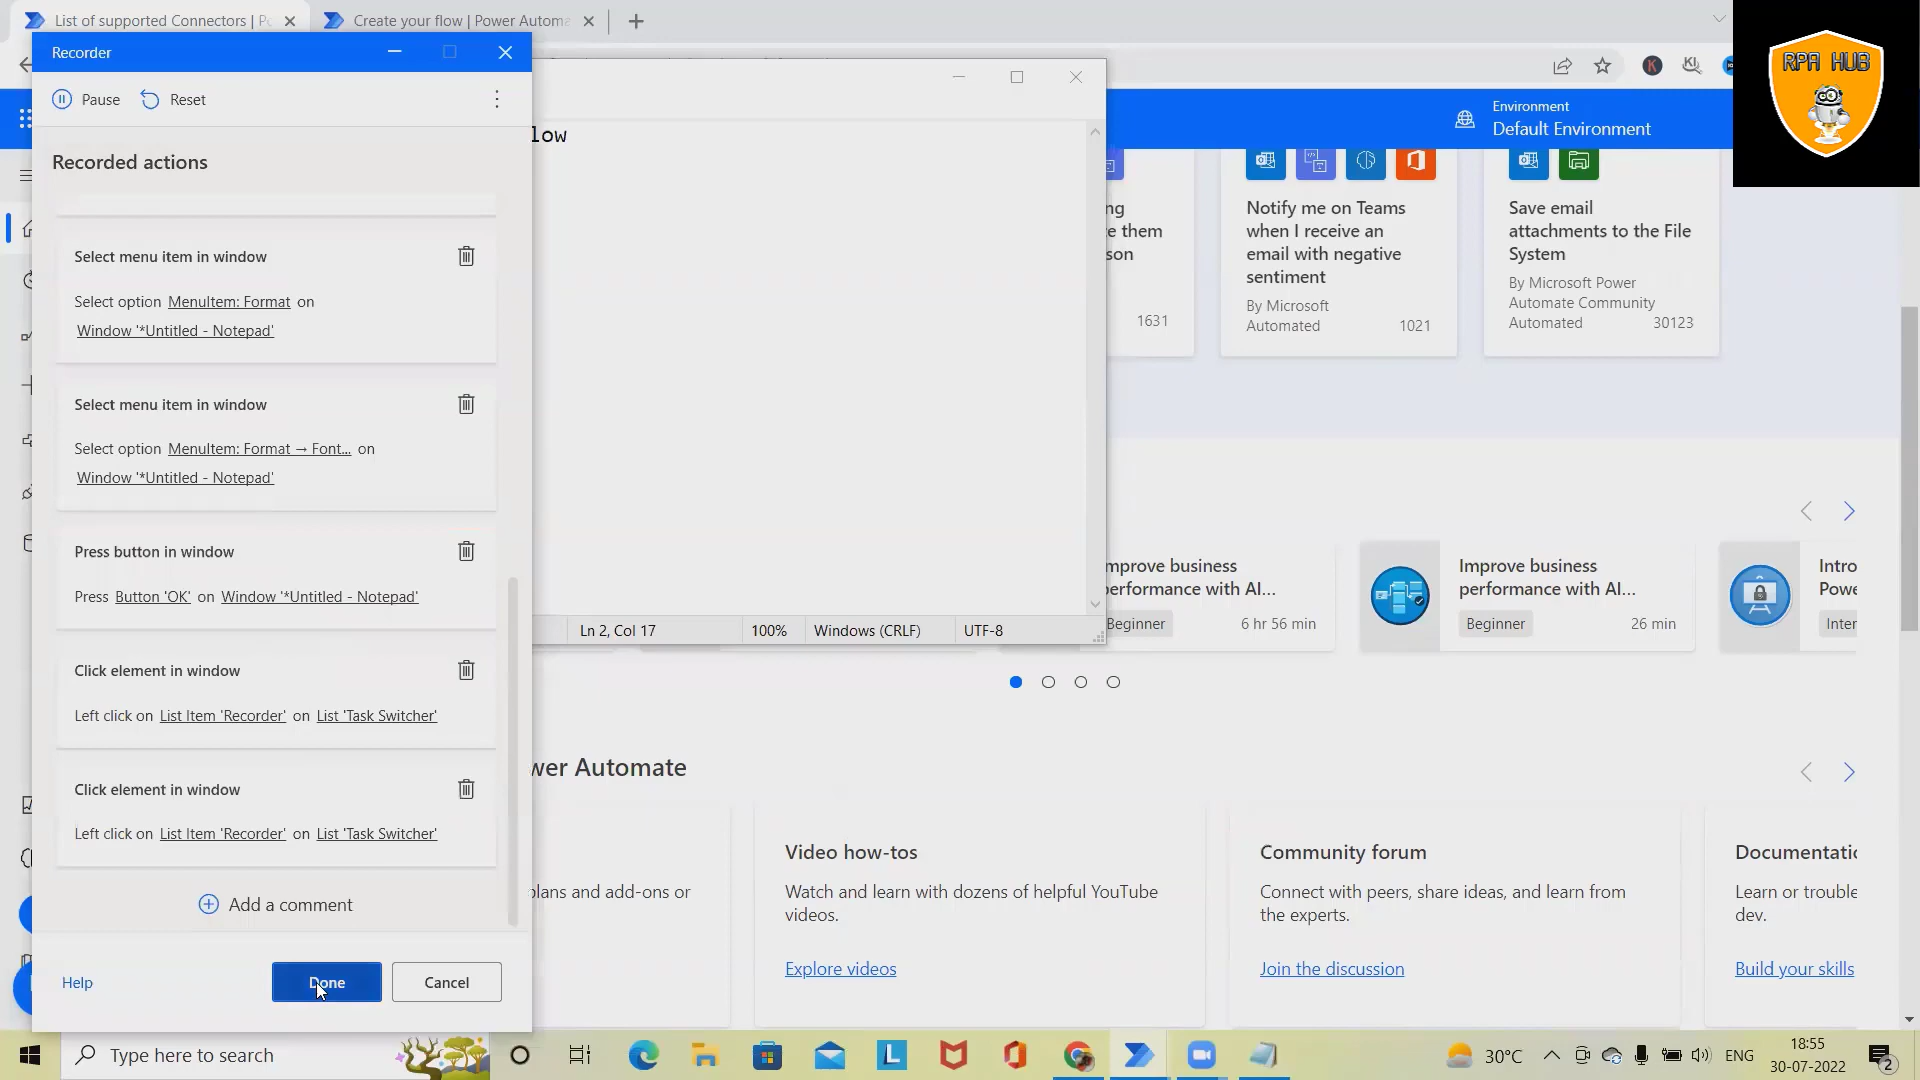 List of supported Connectors | P
Create your flow | Power Autom
Recorder
Pause
Reset
Recorded actions
Select menu item in window
Select option MenuItem: Format on
Window '*Untitled - Notepad'
Select menu item in window
Select option MenuItem: Format → Font... on
Window '*Untitled - Notepad'
Press button in window
Press Button 'OK' on Window '*Untitled - Notepad'
Click element in window
Left click on List Item 'Recorder' on List 'Task Switcher'
Click element in window
Left click on List Item 'Recorder' on List 'Task Switcher'
Add a comment
Help
Done
Cancel
low
Ln 2, Col 17
100%
Windows (CRLF)
UTF-8
Environment
Default Environment
RPA HUB
ng
e them
son
1631
Notify me on Teams
when I receive an
email with negative
sentiment
By Microsoft
Automated
1021
Save email
attachments to the File
System
By Microsoft Power
Automate Community
Automated
30123
mprove business
performance with AI...
Beginner
6 hr 56 min
Improve business
performance with AI...
Beginner
26 min
Intro
Powe
Inter
wer Automate
plans and add-ons or
Video how-tos
Watch and learn with dozens of helpful YouTube
videos.
Explore videos
Community forum
Connect with peers, share ideas, and learn from
the experts.
Join the discussion
Documentatic
Learn or trouble
dev.
Build your skills
Type here to search
30°C
ENG
18:55
30-07-2022
2